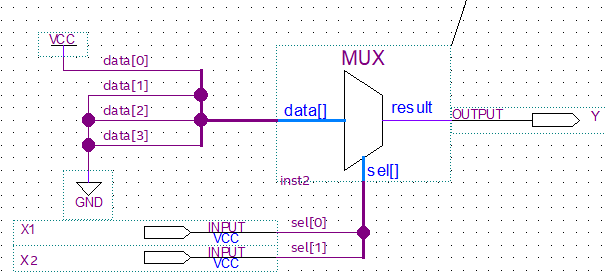 VCC
data[0]
data[1]
data[2]
data[3]
GND
MUX
data[]
result
sel[]
inst2
OUTPUT
Y
X1
INPUT
VCC
sel[0]
X2
INPUT
VCC
sel[1]